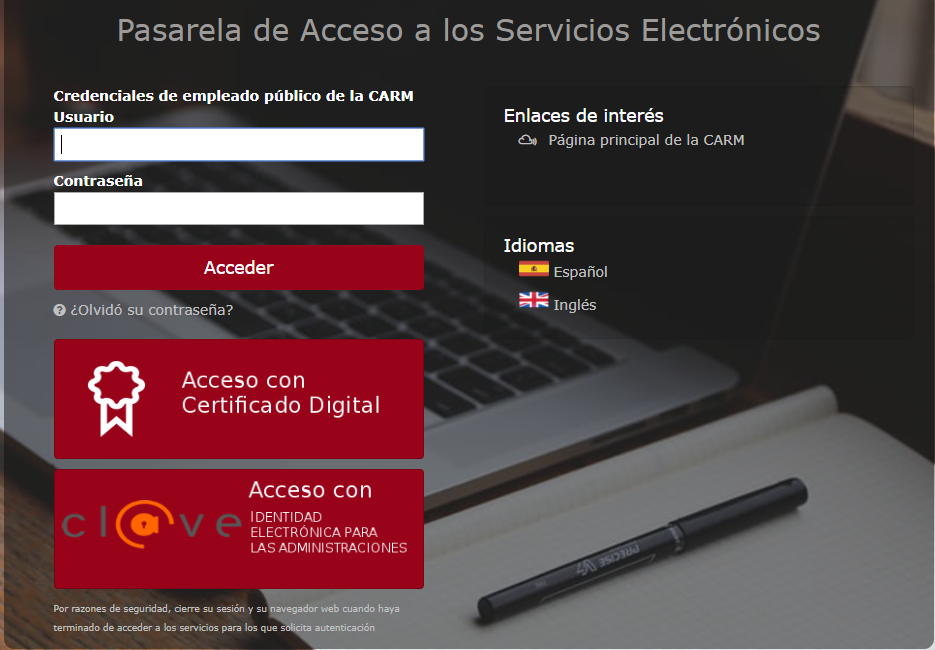 Pasarela de Acceso a los Servicios Electrónicos
Credenciales de empleado público de la CARM
Usuario
Contraseña
Acceder
¿Olvidó su contraseña?
Acceso con
Certificado Digital
cl@ve
Acceso con
IDENTIDAD
ELECTRÓNICA PARA
LAS ADMINISTRACIONES
Por razones de seguridad, cierre su sesión y su navegador web cuando haya
terminado de acceder a los servicios para los que solicita autenticación
Enlaces de interés
Página principal de la CARM
Idiomas
Español
Inglés
PRECISE V7